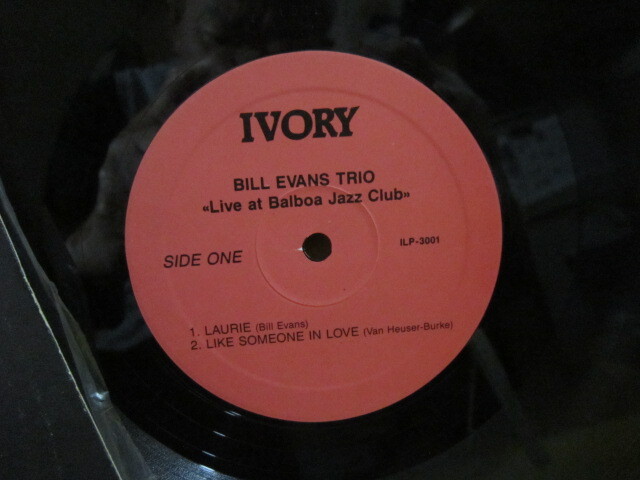 IVORY
BILL EVANS TRIO
«Live at Balboa Jazz Club»
SIDE ONE
ILP-3001
1. LAURIE (Bill Evans)
2. LIKE SOMEONE IN LOVE (Van Heuser-Burke)